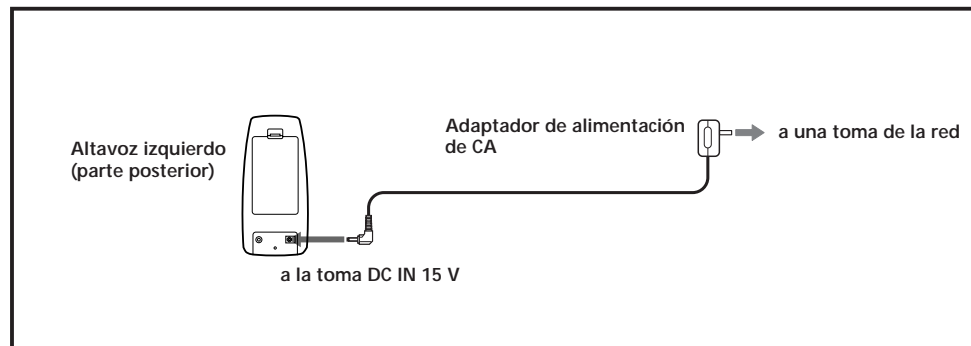 Altavoz izquierdo
(parte posterior)
Adaptador de alimentación
de CA
a una toma de la red
a la toma DC IN 15 V